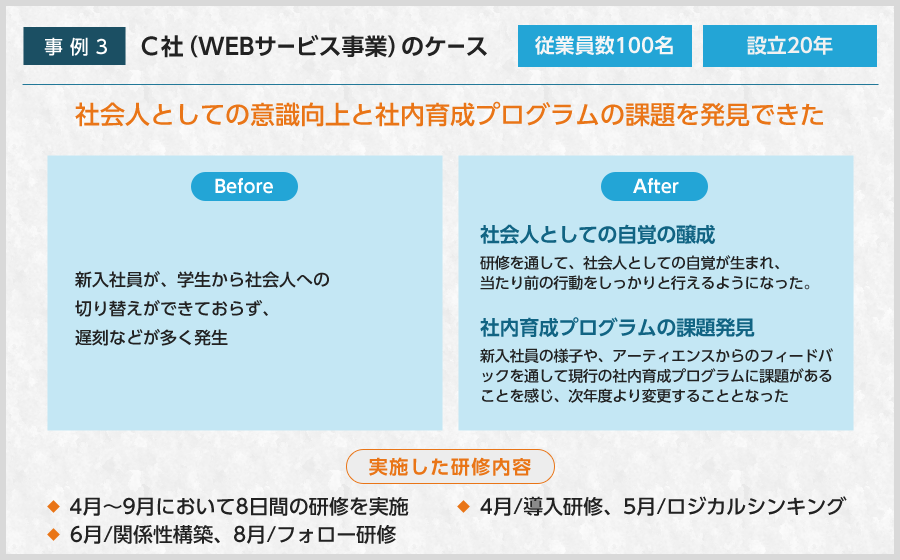 事例3 C社（WEBサービス事業）のケース 従業員数100名 設立20年
社会人としての意識向上と社内育成プログラムの課題を発見できた
Before
新入社員が、学生から社会人への
切り替えができておらず、
遅刻などが多く発生
After
社会人としての自覚の醸成
研修を通して、社会人としての自覚が生まれ、
当たり前の行動をしっかりと行えるようになった。
社内育成プログラムの課題発見
新入社員の様子や、アーティエンスからのフィードバ
ックを通して現行の社内育成プログラムに課題がある
ことを感じ、次年度より変更することとなった
実施した研修内容
◆ 4月〜9月において8日間の研修を実施
◆ 6月/関係性構築、8月/フォロー研修
◆ 4月/導入研修、5月/ロジカルシンキング